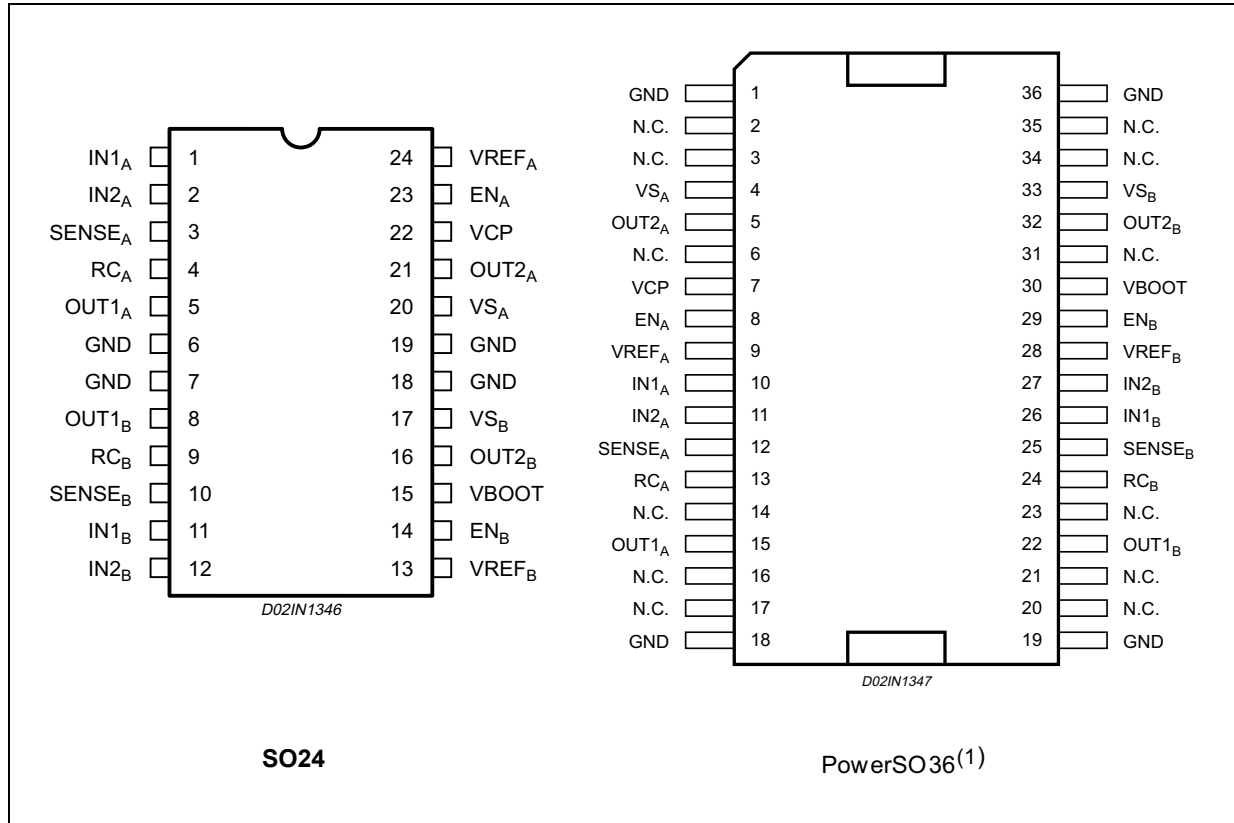 IN1A 1 24 VREFA
IN2A 2 23 ENA
SENSEA 3 22 VCP
RCA 4 21 OUT2A
OUT1A 5 20 VSA
GND 6 19 GND
GND 7 18 GND
OUT1B 8 17 VSB
RCB 9 16 OUT2B
SENSEB 10 15 VBOOT
IN1B 11 14 ENB
IN2B 12 13 VREFB
D02IN1346
SO24
GND 1 36 GND
N.C. 2 35 N.C.
N.C. 3 34 N.C.
VSA 4 33 VSB
OUT2A 5 32 OUT2B
N.C. 6 31 N.C.
VCP 7 30 VBOOT
ENA 8 29 ENB
VREFA 9 28 VREFB
IN1A 10 27 IN2B
IN2A 11 26 IN1B
SENSEA 12 25 SENSEB
RCA 13 24 RCB
N.C. 14 23 N.C.
OUT1A 15 22 OUT1B
N.C. 16 21 N.C.
N.C. 17 20 N.C.
GND 18 19 GND
D02IN1347
PowerSO36(1)